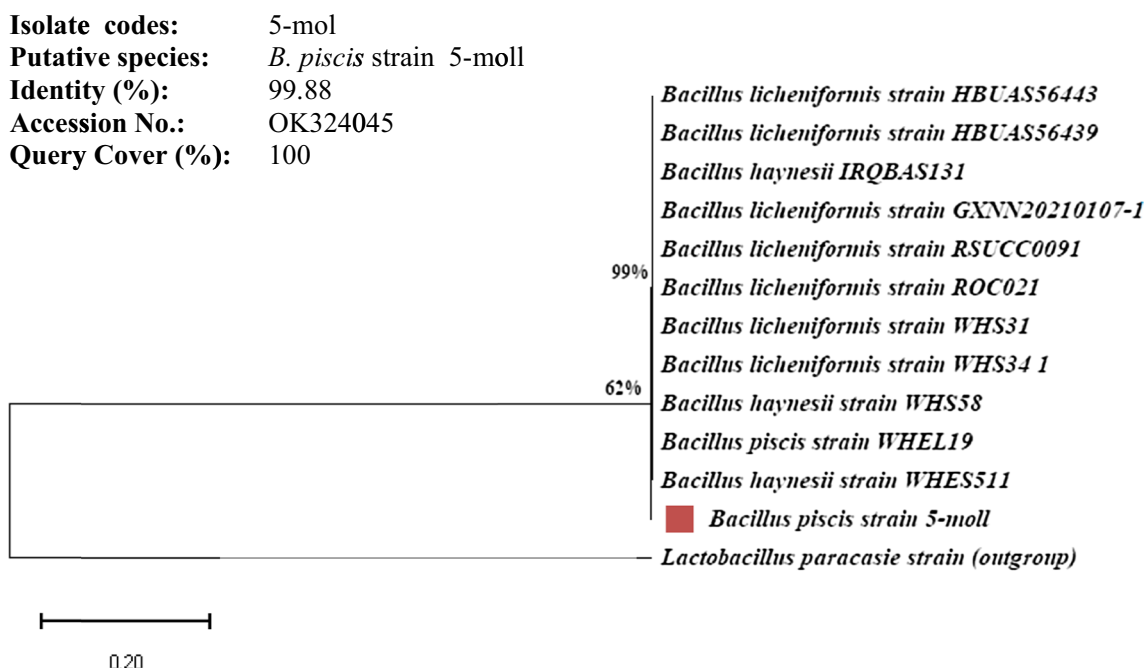 Isolate codes: 5-mol
Putative species: B. piscis strain 5-moll
Identity (%): 99.88
Accession No.: OK324045
Query Cover (%): 100
Bacillus licheniformis strain HBUAS56443
Bacillus licheniformis strain HBUAS56439
Bacillus haynesii IRQBAS131
Bacillus licheniformis strain GXNN20210107-1
Bacillus licheniformis strain RSUCC0091
99%
Bacillus licheniformis strain ROC021
Bacillus licheniformis strain WHS31
Bacillus licheniformis strain WHS34 1
62%
Bacillus haynesii strain WHS58
Bacillus piscis strain WHEL19
Bacillus haynesii strain WHES511
Bacillus piscis strain 5-moll
Lactobacillus paracasie strain (outgroup)
0.20